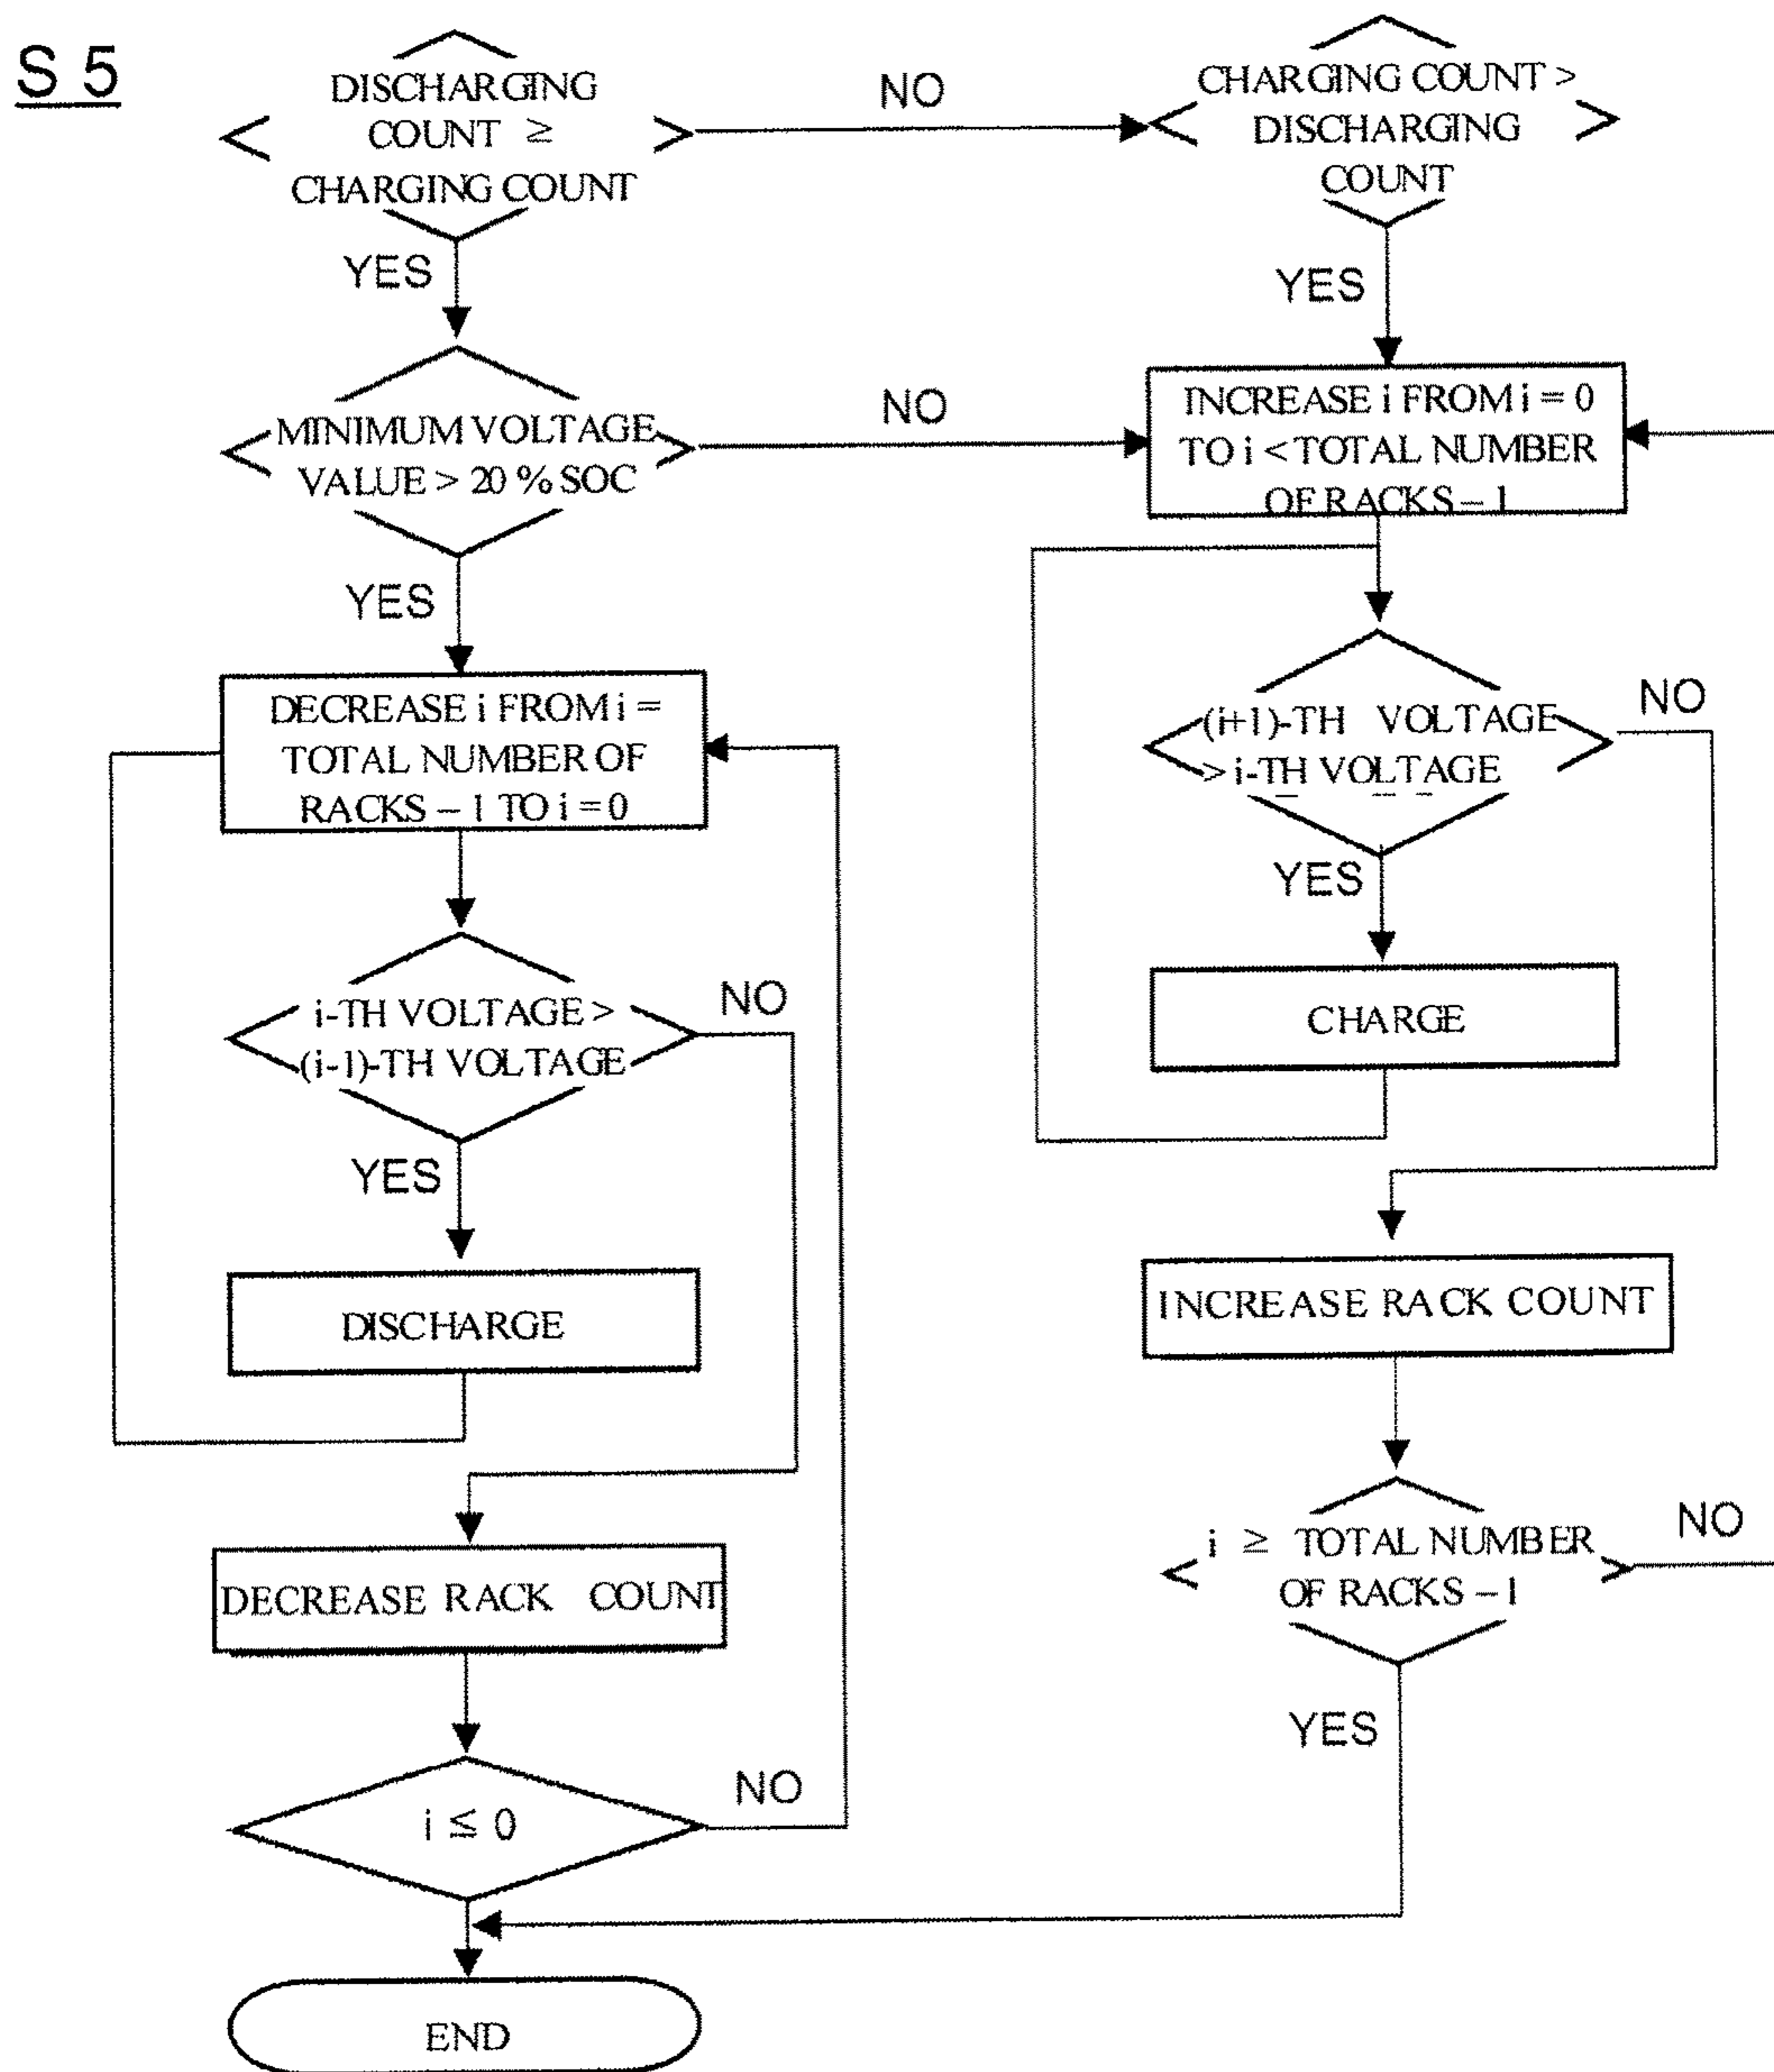 S 5
DISCHARGING
COUNT ≥
CHARGING COUNT
NO
CHARGING COUNT >
DISCHARGING
COUNT
YES
YES
MINIMUM VOLTAGE
VALUE > 20 % SOC
NO
INCREASE i FROM i = 0
TO i < TOTAL NUMBER
OF RACKS – 1
YES
DECREASE i FROM i =
TOTAL NUMBER OF
RACKS – 1 TO i = 0
(i+1)-TH VOLTAGE
> i-TH VOLTAGE
NO
YES
i-TH VOLTAGE >
(i-1)-TH VOLTAGE
NO
CHARGE
YES
DISCHARGE
INCREASE RACK COUNT
DECREASE RACK COUNT
i ≥ TOTAL NUMBER
OF RACKS – 1
NO
YES
i ≤ 0
NO
END